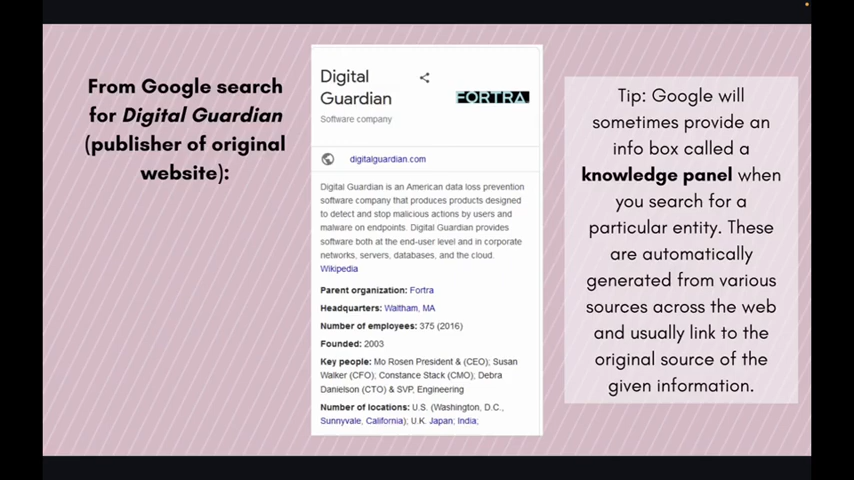 From Google search
for Digital Guardian
(publisher of original
website):
Digital
Guardian
FORTRA
Software company
digitalguardian.com
Digital Guardian is an American data loss prevention
software company that produces products designed
to detect and stop malicious actions by users and
malware on endpoints. Digital Guardian provides
software both at the end-user level and in corporate
networks, servers, databases, and the cloud.
Wikipedia
Parent organization: Fortra
Headquarters: Waltham, MA
Number of employees: 375 (2016)
Founded: 2003
Key people: Mo Rosen President & (CEO); Susan
Walker (CFO); Constance Stack (CMO); Debra
Danielson (CTO) & SVP, Engineering
Number of locations: U.S. (Washington, D.C.,
Sunnyvale, California); U.K. Japan; India;
Tip: Google will
sometimes provide an
info box called a
knowledge panel when
you search for a
particular entity. These
are automatically
generated from various
sources across the web
and usually link to the
original source of the
given information.